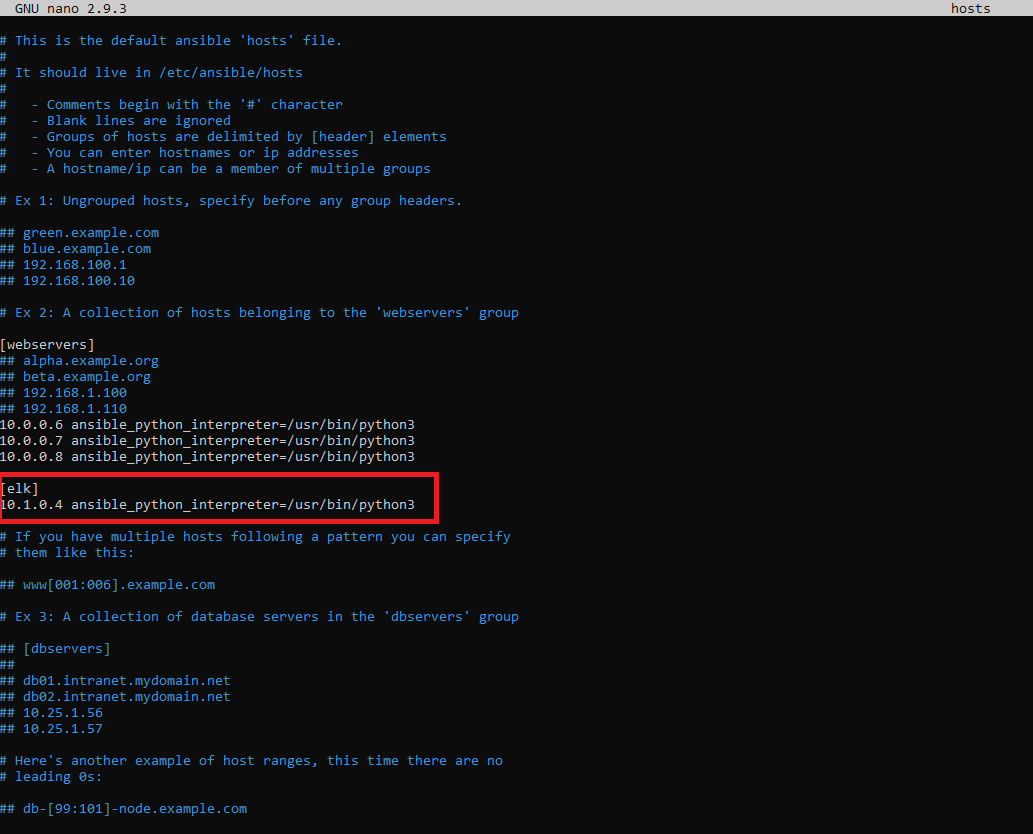 GNU nano 2.9.3 hosts
# This is the default ansible 'hosts' file.
#
# It should live in /etc/ansible/hosts
#
#   - Comments begin with the '#' character
#   - Blank lines are ignored
#   - Groups of hosts are delimited by [header] elements
#   - You can enter hostnames or ip addresses
#   - A hostname/ip can be a member of multiple groups
# Ex 1: Ungrouped hosts, specify before any group headers.
## green.example.com
## blue.example.com
## 192.168.100.1
## 192.168.100.10
# Ex 2: A collection of hosts belonging to the 'webservers' group
[webservers]
## alpha.example.org
## beta.example.org
## 192.168.1.100
## 192.168.1.110
10.0.0.6 ansible_python_interpreter=/usr/bin/python3
10.0.0.7 ansible_python_interpreter=/usr/bin/python3
10.0.0.8 ansible_python_interpreter=/usr/bin/python3
[elk]
10.1.0.4 ansible_python_interpreter=/usr/bin/python3
# If you have multiple hosts following a pattern you can specify
# them like this:
## www[001:006].example.com
# Ex 3: A collection of database servers in the 'dbservers' group
## [dbservers]
##
## db01.intranet.mydomain.net
## db02.intranet.mydomain.net
## 10.25.1.56
## 10.25.1.57
# Here's another example of host ranges, this time there are no
# leading 0s:
## db-[99:101]-node.example.com